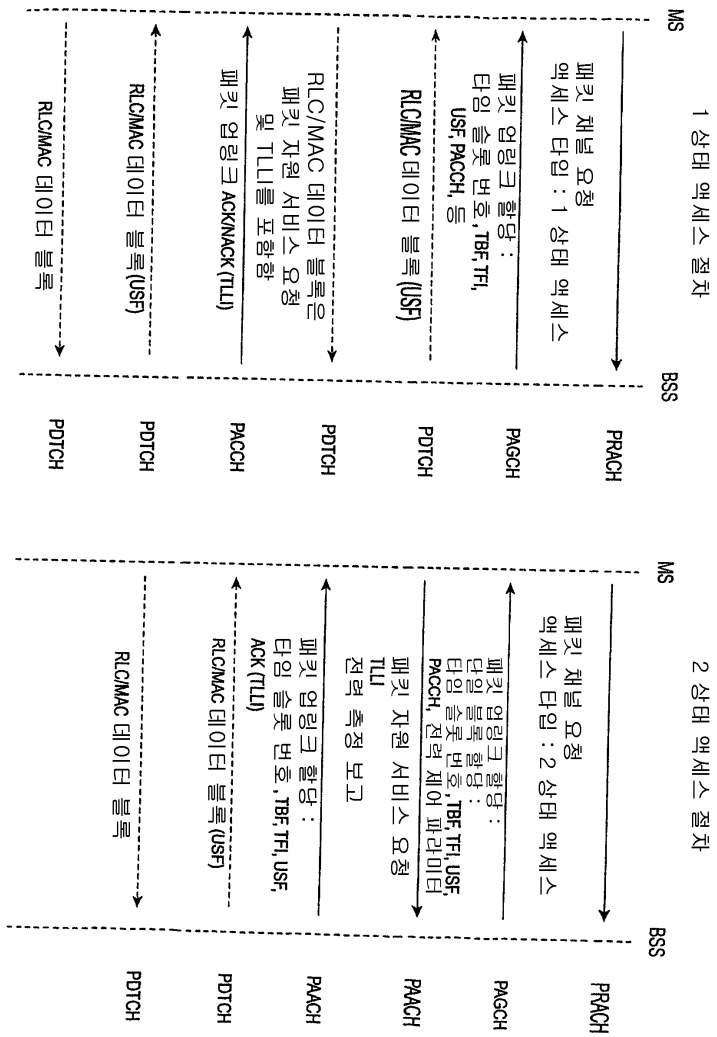 1 상태 액세스 절차
MS
BSS
패킷 채널 요청
액세스 타입 : 1 상태 액세스
PRACH
패킷 업링크 할당 :
타임 슬롯 번호, TBF, TFI,
USF, PACCH, 등
PAGCH
RLC/MAC 데이터 블록 (USF)
PDTCH
RLC/MAC 데이터 블록은
패킷 자원 서비스 요청
및 TLLI를 포함함
PDTCH
패킷 업링크 ACK/NACK (TLLI)
PACCH
RLC/MAC 데이터 블록 (USF)
PDTCH
RLC/MAC 데이터 블록
PDTCH
2 상태 액세스 절차
MS
BSS
패킷 채널 요청
액세스 타입 : 2 상태 액세스
PRACH
패킷 업링크 할당 :
단일 블록 할당 :
타임 슬롯 번호, TBF, TFI, USF,
PACCH, 전력 제어 파라미터
PAGCH
패킷 자원 서비스 요청
TLLI
전력 측정 보고
PAACH
패킷 업링크 할당 :
타임 슬롯 번호, TBF, TFI, USF,
ACK (TLLI)
PAACH
RLC/MAC 데이터 블록 (USF)
PDTCH
RLC/MAC 데이터 블록
PDTCH